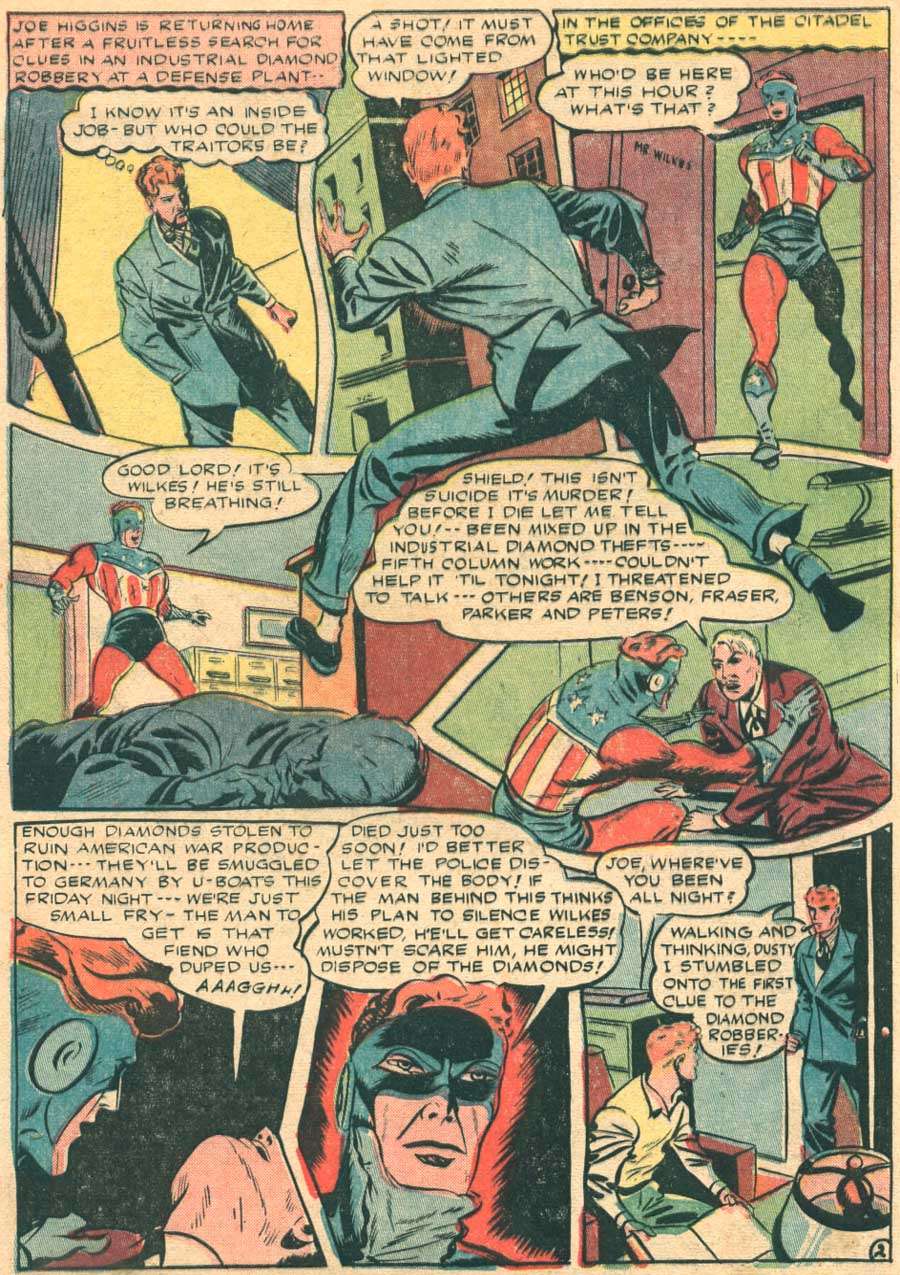 JOE HIGGINS IS RETURNING HOME
AFTER A FRUITLESS SEARCH FOR
CLUES IN AN INDUSTRIAL DIAMOND
ROBBERY AT A DEFENSE PLANT--
I KNOW IT'S AN INSIDE
JOB-BUT WHO COULD THE
TRAITORS BE?
A SHOT! IT MUST
HAVE COME FROM
THAT LIGHTED
WINDOW!
IN THE OFFICES OF THE CITADEL
TRUST COMPANY----
WHO'D BE HERE
AT THIS HOUR?
WHAT'S THAT?
MR. WILKES
GOOD LORD! IT'S
WILKES! HE'S STILL
BREATHING!
SHIELD! THIS ISN'T
SUICIDE IT'S MURDER!
BEFORE I DIE LET ME TELL
YOU!-- BEEN MIXED UP IN THE
INDUSTRIAL DIAMOND THEFTS----
FIFTH COLUMN WORK----COULDN'T
HELP IT 'TIL TONIGHT! I THREATENED
TO TALK--- OTHERS ARE BENSON, FRASER,
PARKER AND PETERS!
ENOUGH DIAMONDS STOLEN TO
RUIN AMERICAN WAR PRODUC-
TION--- THEY'LL BE SMUGGLED
TO GERMANY BY U-BOATS THIS
FRIDAY NIGHT--- WE'RE JUST
SMALL FRY- THE MAN TO
GET IS THAT
FIEND WHO
DUPED US---
AAAGGHH!
DIED JUST TOO
SOON! I'D BETTER
LET THE POLICE DIS-
COVER THE BODY! IF
THE MAN BEHIND THIS THINKS
HIS PLAN TO SILENCE WILKES
WORKED, HE'LL GET CARELESS!
MUSTN'T SCARE HIM, HE MIGHT
DISPOSE OF THE DIAMONDS!
JOE, WHERE'VE
YOU BEEN
ALL NIGHT?
WALKING AND
THINKING, DUSTY
I STUMBLED
ONTO THE FIRST
CLUE TO THE
DIAMOND
ROBBER-
IES!
2